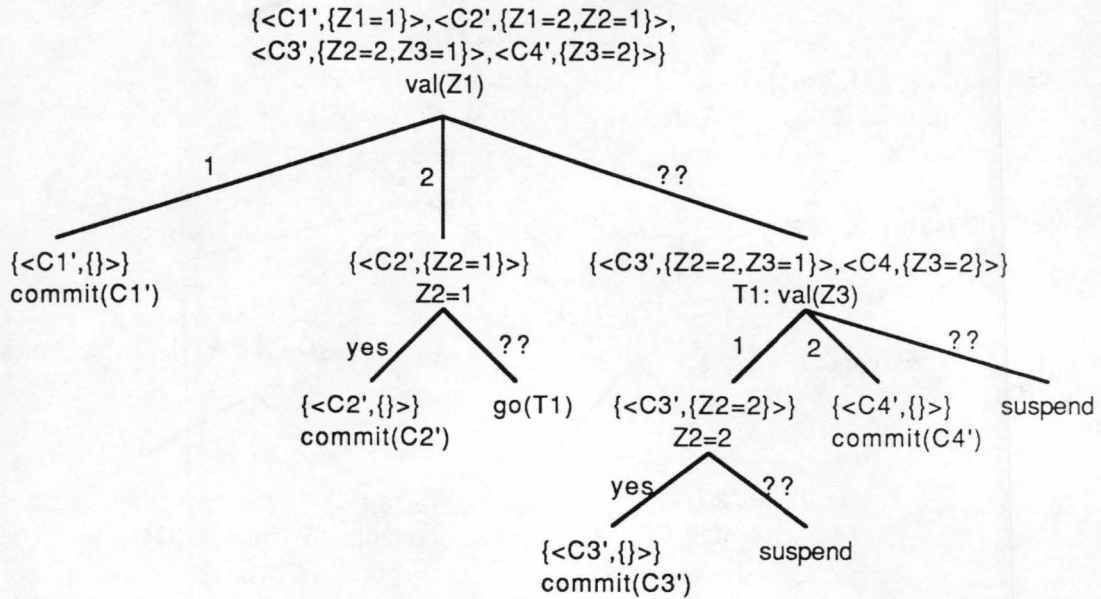 {<C1',{Z1=1}>,<C2',{Z1=2,Z2=1}>,
<C3',{Z2=2,Z3=1}>,<C4',{Z3=2}>}
val(Z1)
1
2
??
{<C1',{}>}
commit(C1')
{<C2',{Z2=1}>}
Z2=1
{<C3',{Z2=2,Z3=1}>,<C4,{Z3=2}>}
T1: val(Z3)
yes
??
1
2
??
{<C2',{}>}
commit(C2')
go(T1)
{<C3',{Z2=2}>}
Z2=2
{<C4',{}>}
commit(C4')
suspend
yes
??
{<C3',{}>}
commit(C3')
suspend